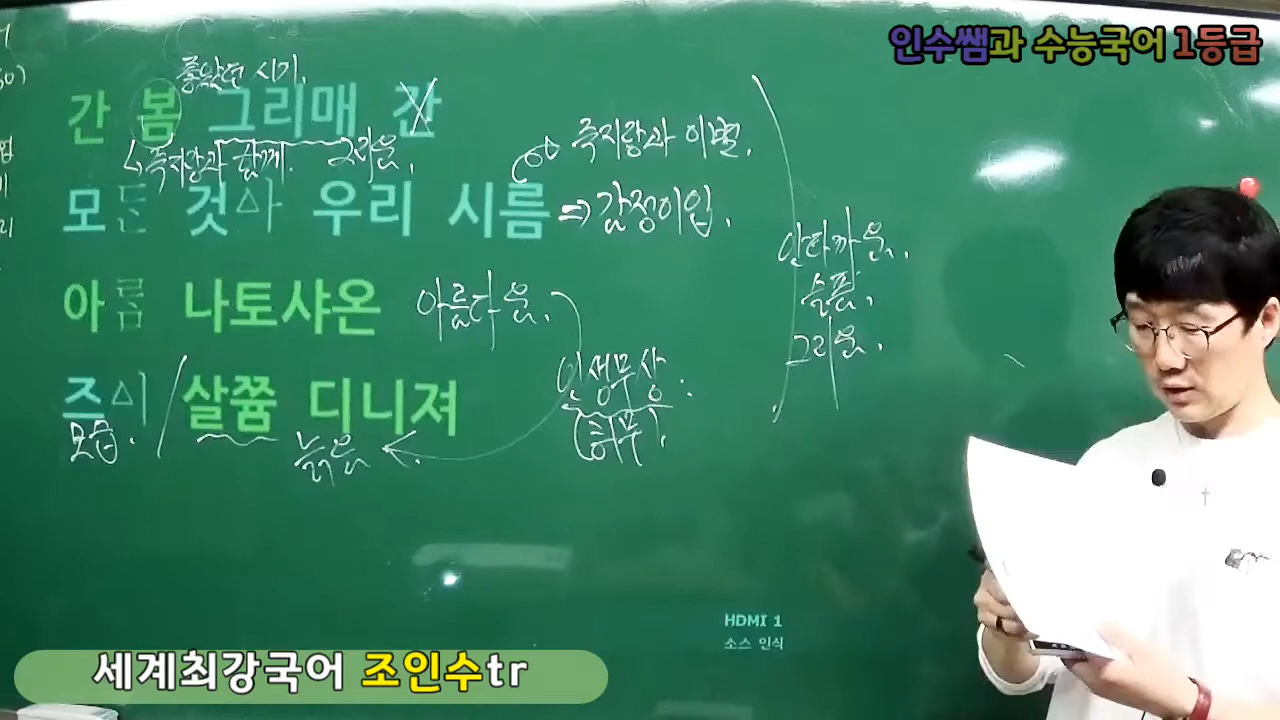 인수쌤과 수능국어 1등급
좋았던 시기.
간 봄 그리매 간
죽지랑과 함께. 그리운.
죽지랑과 이별.
모든 것△ㅏ 우리 시름 ⇒ 감정이입.
안타까운.
슬픔.
그리운.
아름 나토샤온 아름다운.
인생무상.
(허무).
즈△ㅣ / 살쭘 디니져
모습. 늙은
HDMI 1
소스 인식
세계최강국어 조인수tr